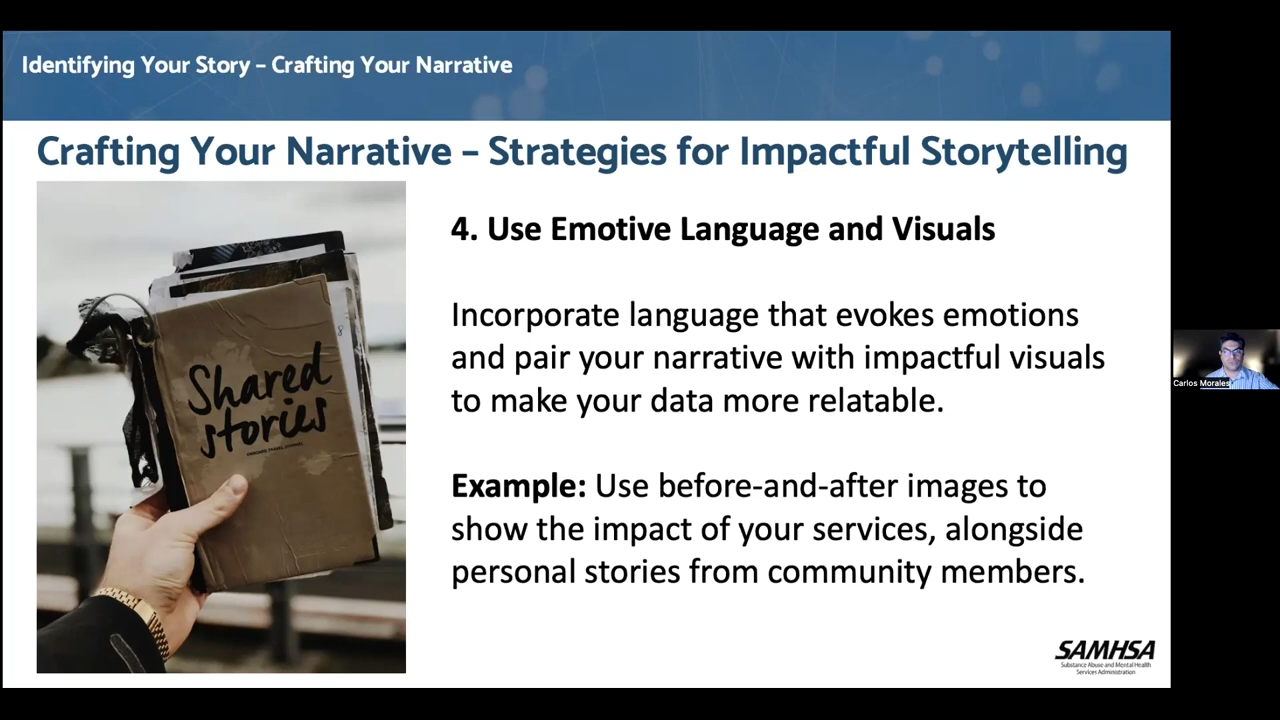 Identifying Your Story – Crafting Your Narrative
Crafting Your Narrative – Strategies for Impactful Storytelling
Shared
stories
4. Use Emotive Language and Visuals
Incorporate language that evokes emotions
and pair your narrative with impactful visuals
to make your data more relatable.
Example: Use before-and-after images to
show the impact of your services, alongside
personal stories from community members.
SAMHSA
Substance Abuse and Mental Health
Services Administration
Carlos Morales